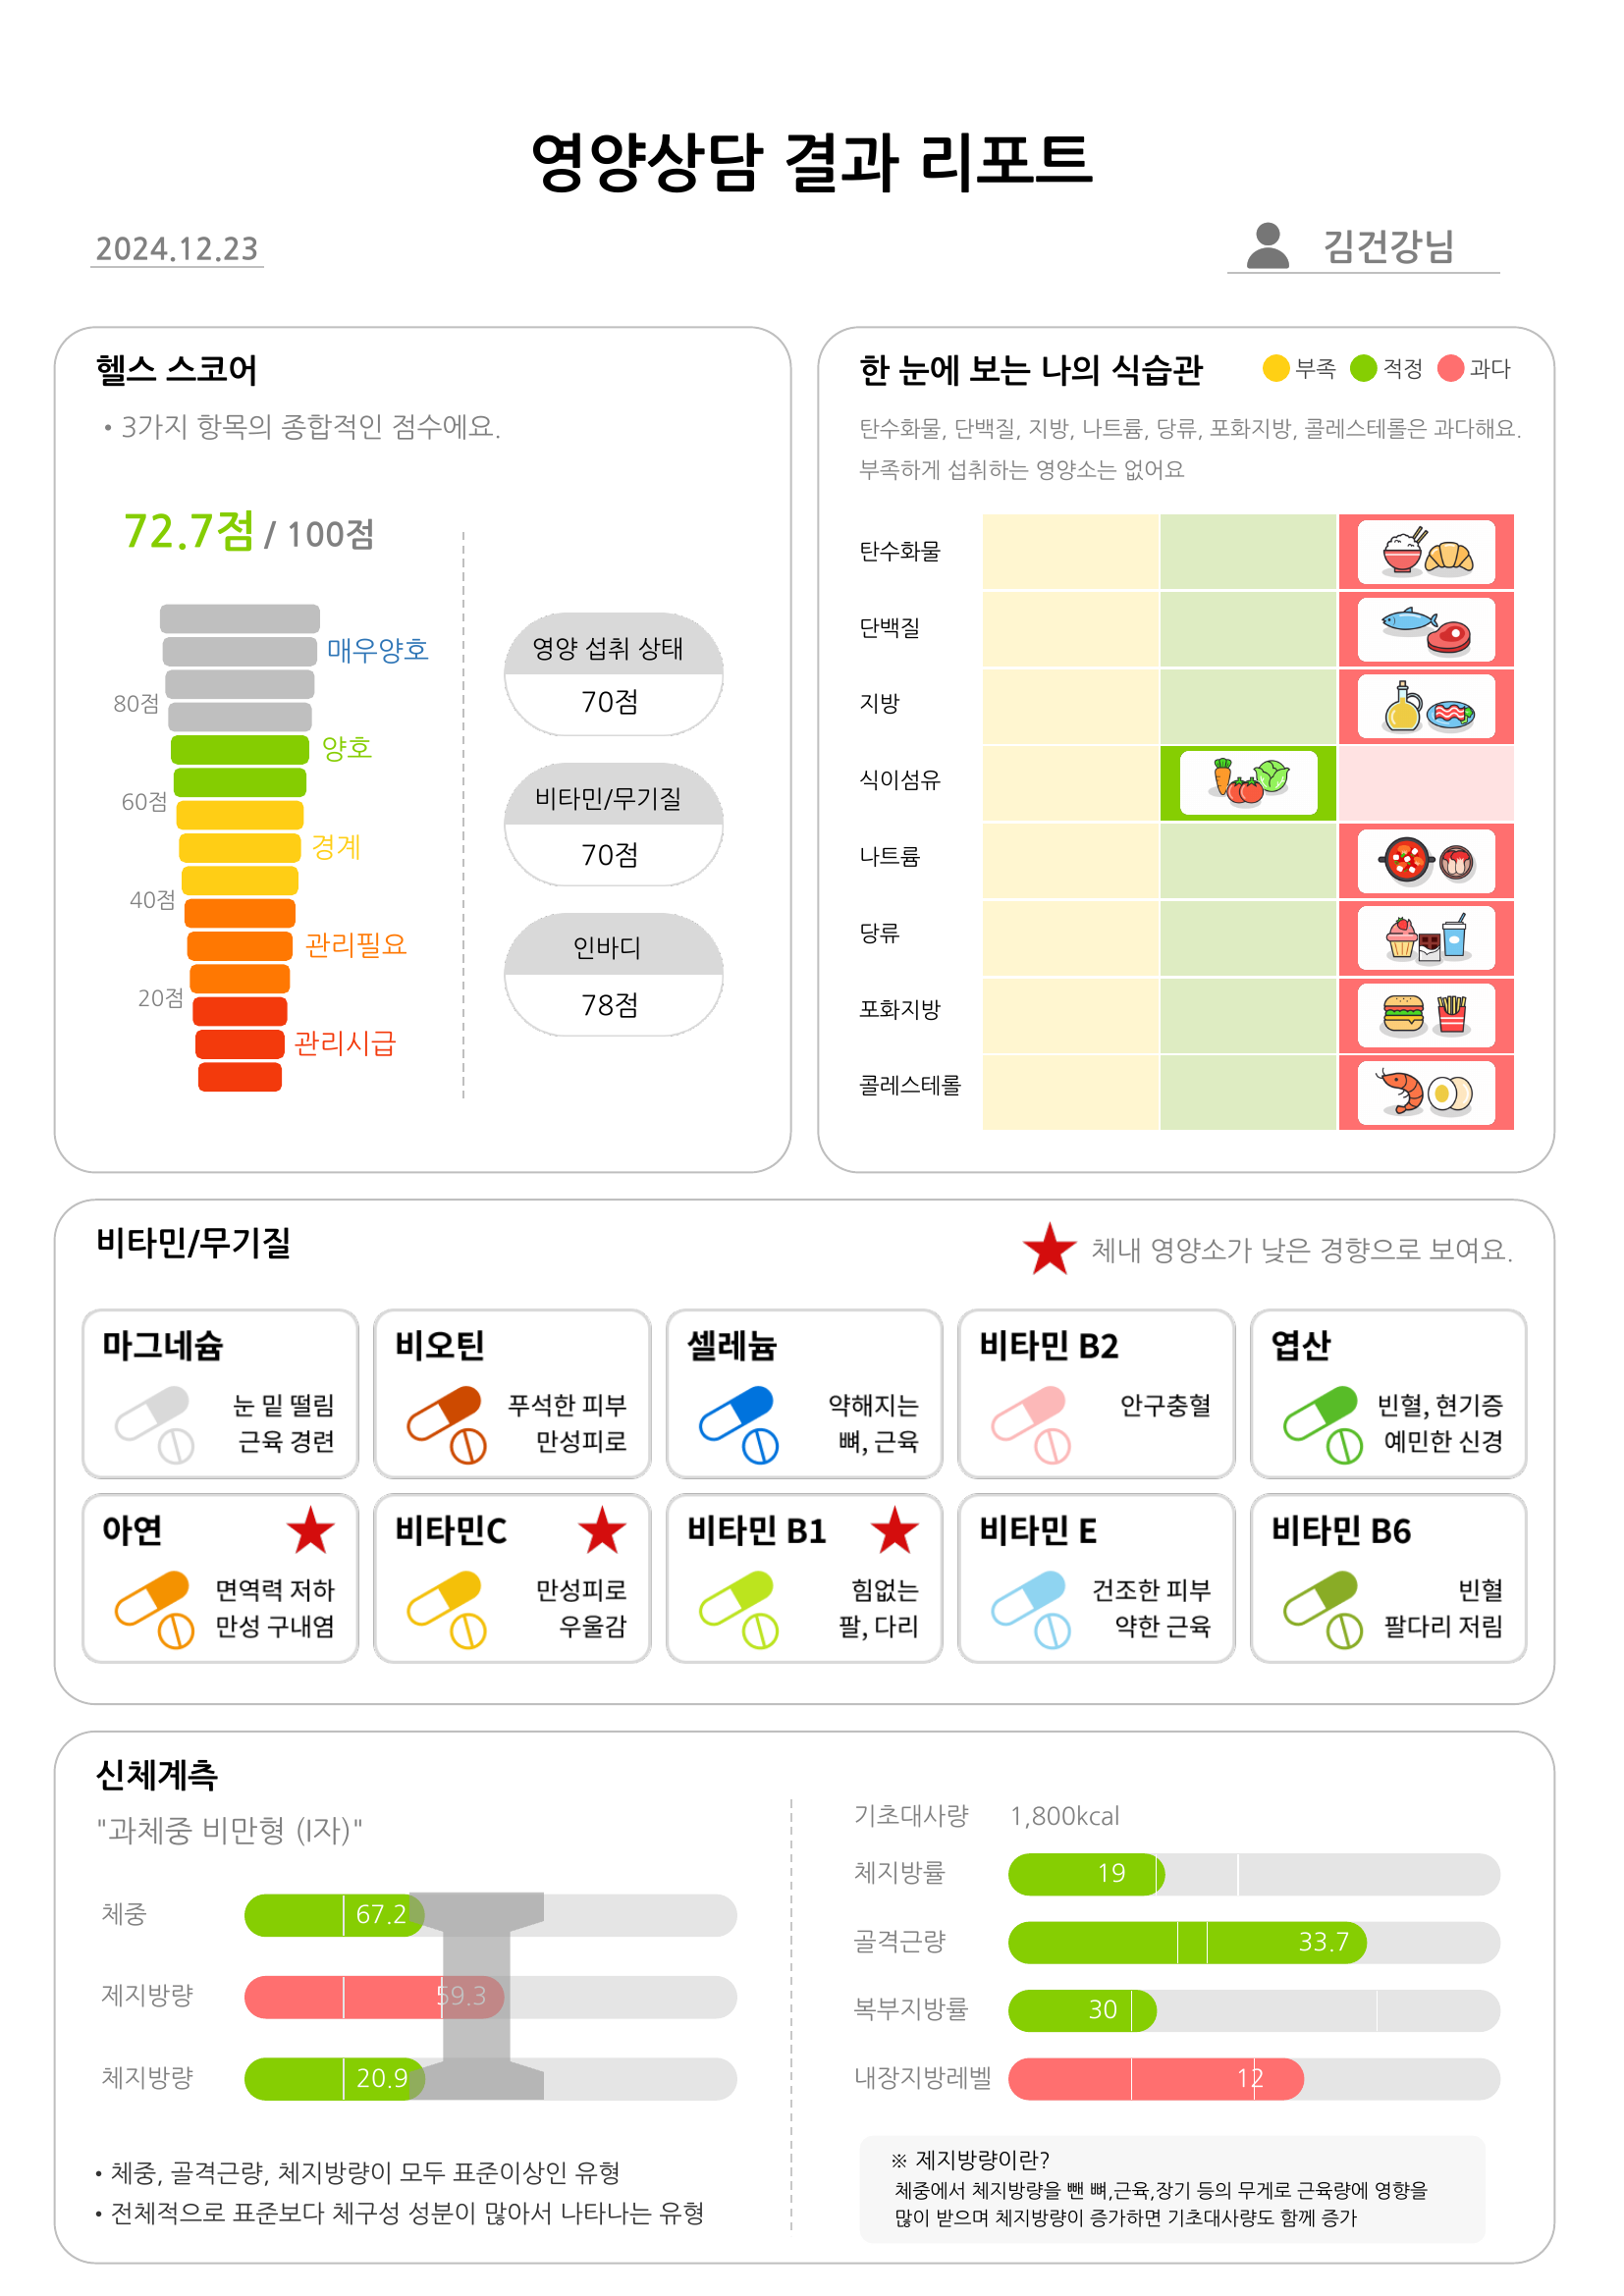 영양상담 결과 리포트
2024.12.23
김건강님
헬스 스코어
• 3가지 항목의 종합적인 점수에요.
72.7점 / 100점
매우양호
80점
양호
60점
경계
40점
관리필요
20점
관리시급
영양 섭취 상태
70점
비타민/무기질
70점
인바디
78점
한 눈에 보는 나의 식습관
부족 적정 과다
탄수화물, 단백질, 지방, 나트륨, 당류, 포화지방, 콜레스테롤은 과다해요.
부족하게 섭취하는 영양소는 없어요
탄수화물
단백질
지방
식이섬유
나트륨
당류
포화지방
콜레스테롤
비타민/무기질
체내 영양소가 낮은 경향으로 보여요.
마그네슘
눈 밑 떨림
근육 경련
비오틴
푸석한 피부
만성피로
셀레늄
약해지는
뼈, 근육
비타민 B2
안구충혈
엽산
빈혈, 현기증
예민한 신경
아연
면역력 저하
만성 구내염
비타민C
만성피로
우울감
비타민 B1
힘없는
팔, 다리
비타민 E
건조한 피부
약한 근육
비타민 B6
빈혈
팔다리 저림
신체계측
"과체중 비만형 (I자)"
체중 67.2
제지방량 59.3
체지방량 20.9
• 체중, 골격근량, 체지방량이 모두 표준이상인 유형
• 전체적으로 표준보다 체구성 성분이 많아서 나타나는 유형
기초대사량 1,800kcal
체지방률 19
골격근량 33.7
복부지방률 30
내장지방레벨 12
※ 제지방량이란?
체중에서 체지방량을 뺀 뼈,근육,장기 등의 무게로 근육량에 영향을
많이 받으며 체지방량이 증가하면 기초대사량도 함께 증가